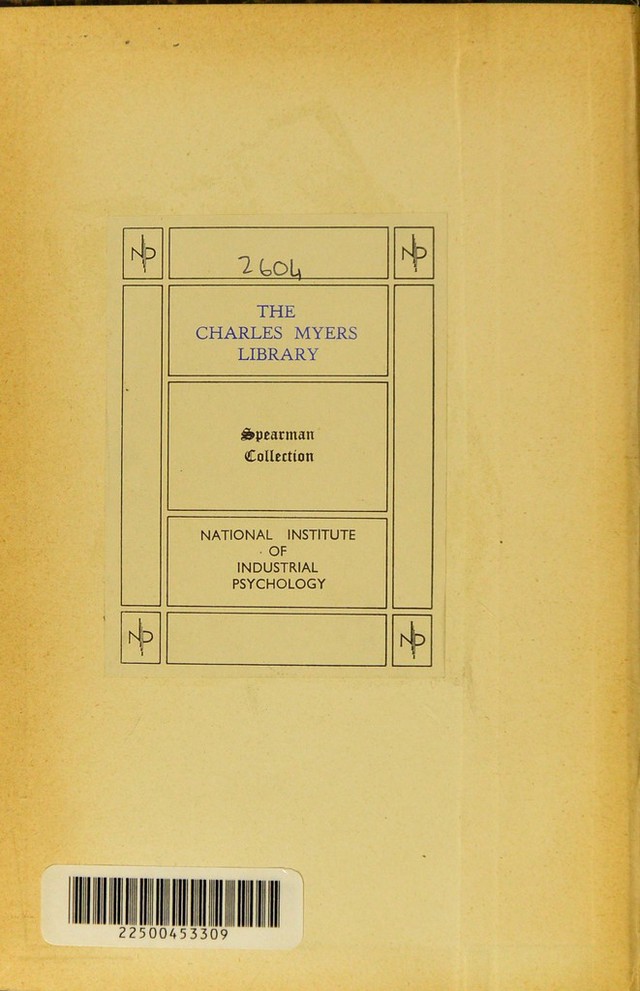 2604
THE
CHARLES MYERS
LIBRARY
Spearman
Collection
NATIONAL INSTITUTE
OF
INDUSTRIAL
PSYCHOLOGY
22500453309